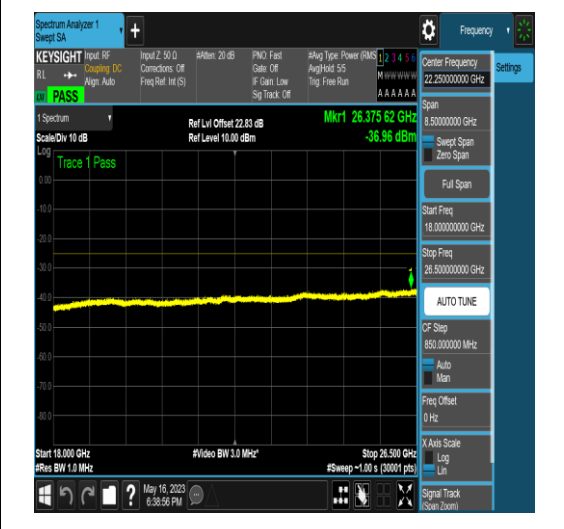 Spectrum Analyzer 1
Swept SA
Frequency
KEYSIGHT
Input: RF
Input Z: 50 Ω
#Atten: 20 dB
PNO: Fast
#Avg Type: Power (RMS
1 2 3 4 5 6
RL
Coupling: DC
Corrections: Off
Gate: Off
Avg|Hold: 5/5
M W W W W W
Align: Auto
Freq Ref: Int (S)
IF Gain: Low
Trig: Free Run
Sig Track: Off
A A A A A A
PASS
1 Spectrum
Ref Lvl Offset 22.83 dB
Mkr1 26.375 62 GHz
Scale/Div 10 dB
Ref Level 10.00 dBm
-36.96 dBm
Log
Trace 1 Pass
0.00
-10.0
-20.0
-30.0
1
-40.0
-50.0
-60.0
-70.0
-80.0
Start 18.000 GHz
#Video BW 3.0 MHz*
Stop 26.500 GHz
#Res BW 1.0 MHz
#Sweep ~1.00 s (30001 pts)
May 16, 2023
6:38:56 PM
?
Center Frequency
22.250000000 GHz
Settings
Span
8.50000000 GHz
Swept Span
Zero Span
Full Span
Start Freq
18.000000000 GHz
Stop Freq
26.500000000 GHz
AUTO TUNE
CF Step
850.000000 MHz
Auto
Man
Freq Offset
0 Hz
X Axis Scale
Log
Lin
Signal Track
(Span Zoom)